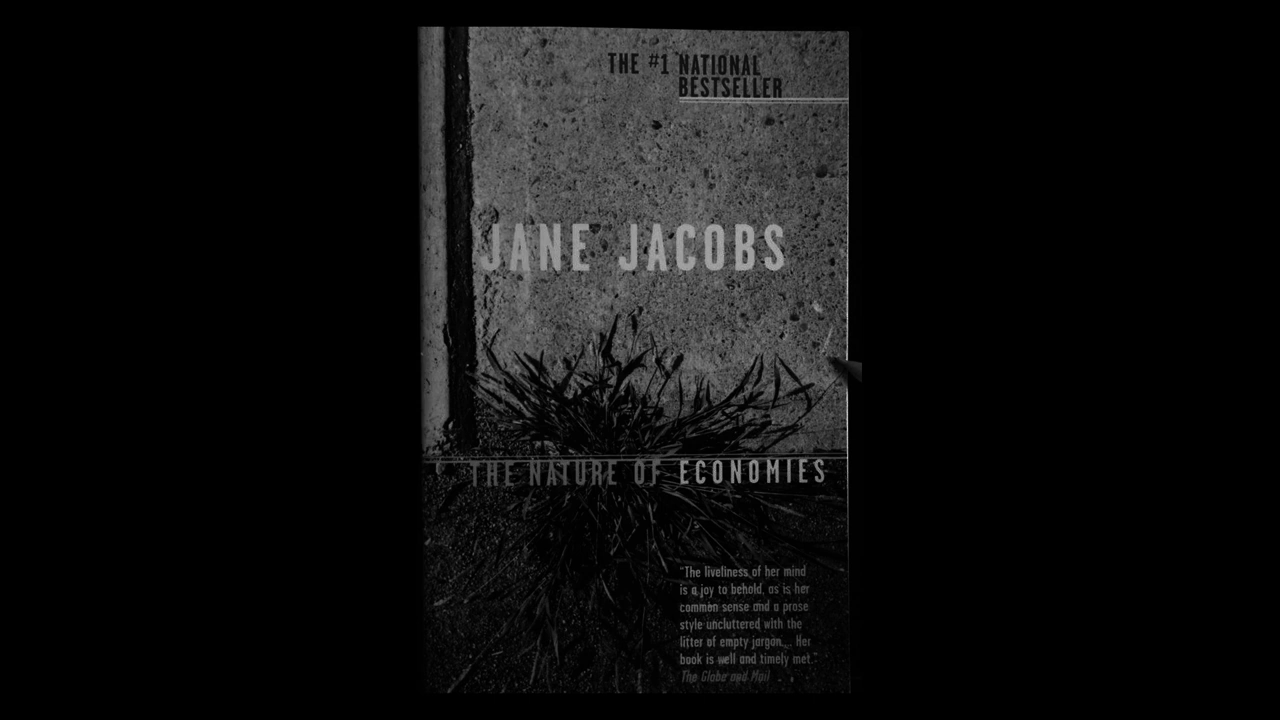 THE #1 NATIONAL
BESTSELLER
JANE JACOBS
THE NATURE OF ECONOMIES
"The liveliness of her mind
is a joy to behold, as is her
common sense and a prose
style uncluttered with the
litter of empty jargon... Her
book is well and timely met."
The Globe and Mail